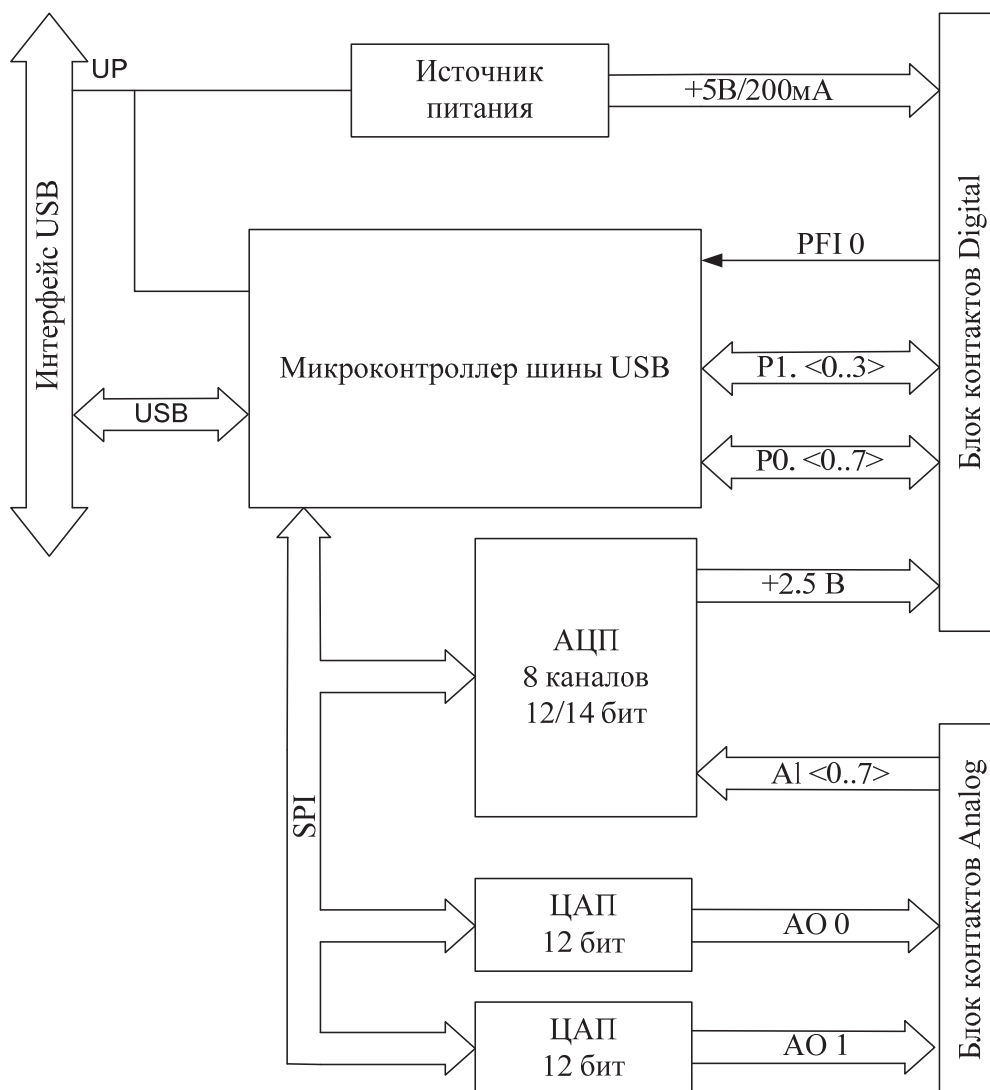 UP
Источник
питания
+5В/200мА
Интерфейс USB
PFI 0
Микроконтроллер шины USB
P1. <0..3>
USB
P0. <0..7>
Блок контактов Digital
+2.5 В
АЦП
8 каналов
12/14 бит
AI <0..7>
SPI
ЦАП
12 бит
AO 0
ЦАП
12 бит
AO 1
Блок контактов Analog